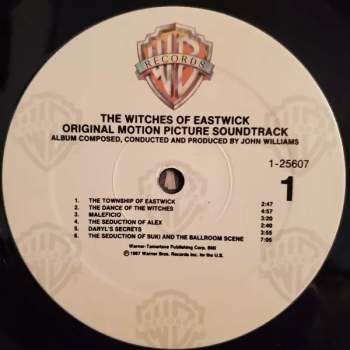 WB
RECORDS
THE WITCHES OF EASTWICK
ORIGINAL MOTION PICTURE SOUNDTRACK
ALBUM COMPOSED, CONDUCTED AND PRODUCED BY JOHN WILLIAMS
1-25607
1
1. THE TOWNSHIP OF EASTWICK 2:47
2. THE DANCE OF THE WITCHES 4:57
3. MALEFICIO 3:20
4. THE SEDUCTION OF ALEX 2:40
5. DARYL'S SECRETS 3:55
6. THE SEDUCTION OF SUKI AND THE BALLROOM SCENE 7:05
Warner-Tamerlane Publishing Corp. BMI
℗ 1987 Warner Bros. Records Inc. for the U.S.